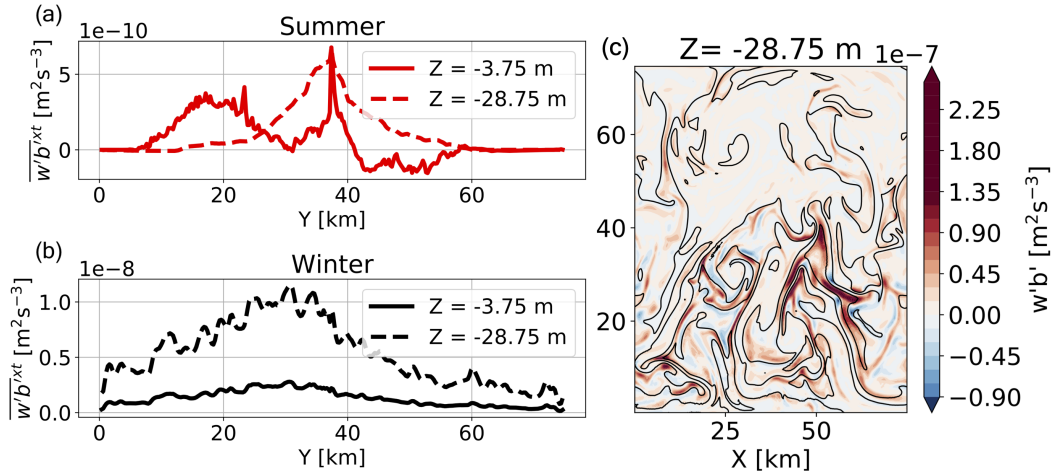 (a)
1e-10
Summer
w'b'^xt [m²s⁻³]
5
0
Z = -3.75 m
Z = -28.75 m
0 20 40 60
Y [km]
(b)
1e-8
Winter
w'b'^xt [m²s⁻³]
1.0
0.5
0.0
Z = -3.75 m
Z = -28.75 m
0 20 40 60
Y [km]
(c)
Z= -28.75 m
1e-7
60
40
20
25 50
X [km]
2.25
1.80
1.35
0.90
0.45
0.00
−0.45
−0.90
w'b' [m²s⁻³]